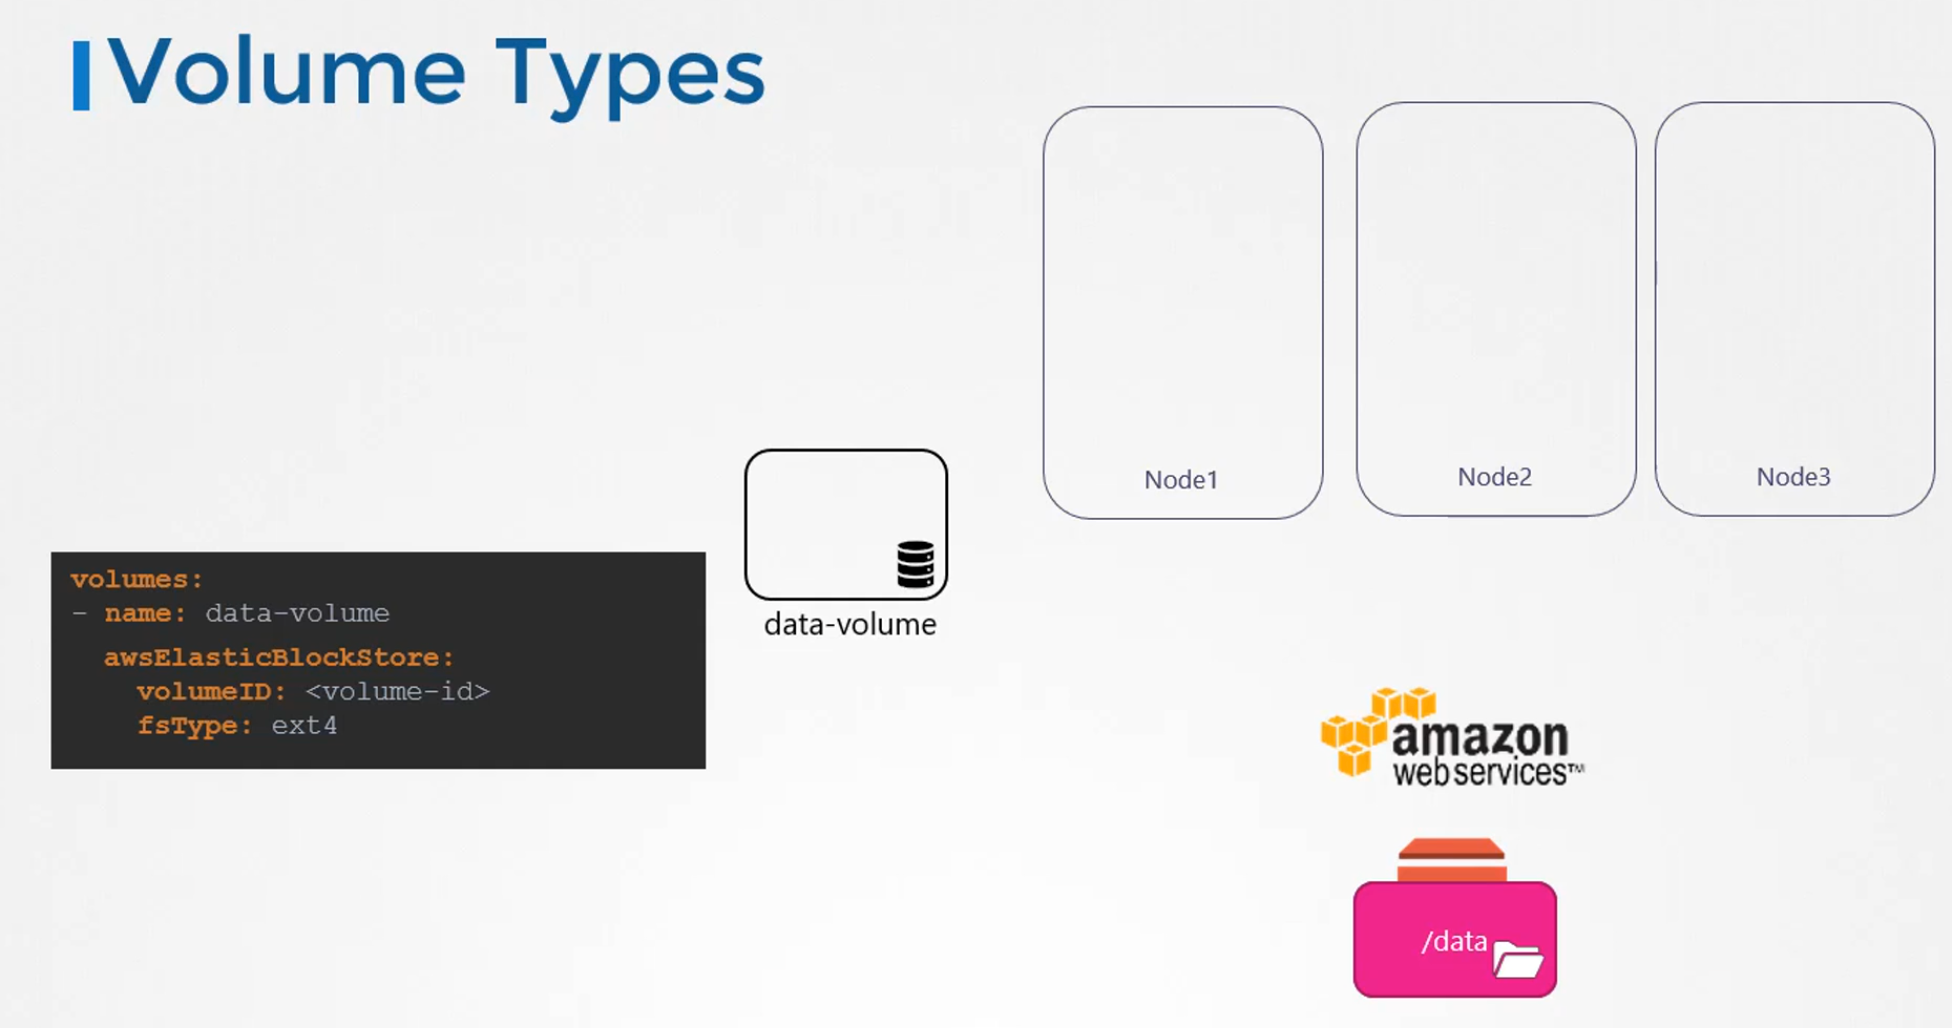 Volume Types
Node1
Node2
Node3
volumes:
- name: data-volume
awsElasticBlockStore:
volumeID: <volume-id>
fsType: ext4
data-volume
amazon
web services™
/data